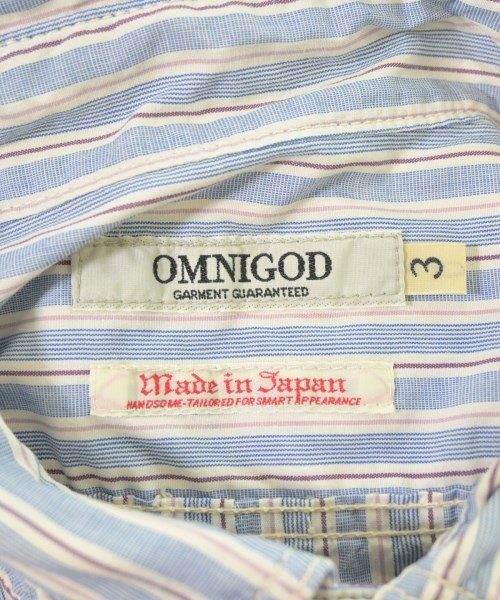 OMNIGOD
GARMENT GUARANTEED
3
Made in Japan
HANDSOME-TAILORED FOR SMART APPEARANCE.